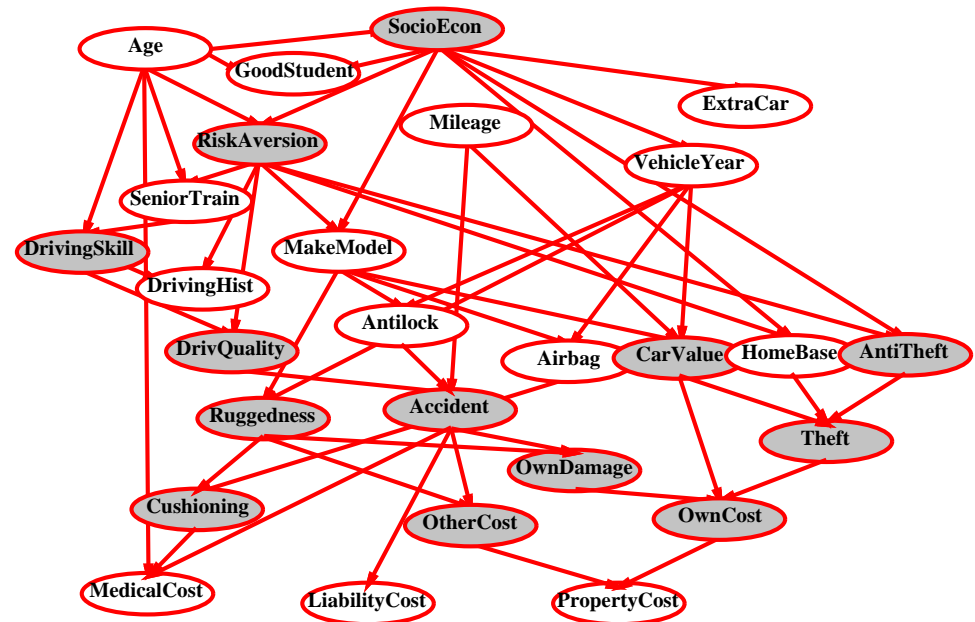 SocioEcon
Age
GoodStudent
ExtraCar
Mileage
RiskAversion
VehicleYear
SeniorTrain
DrivingSkill
MakeModel
DrivingHist
Antilock
DrivQuality
Airbag
CarValue
HomeBase
AntiTheft
Ruggedness
Accident
Theft
OwnDamage
Cushioning
OtherCost
OwnCost
MedicalCost
LiabilityCost
PropertyCost